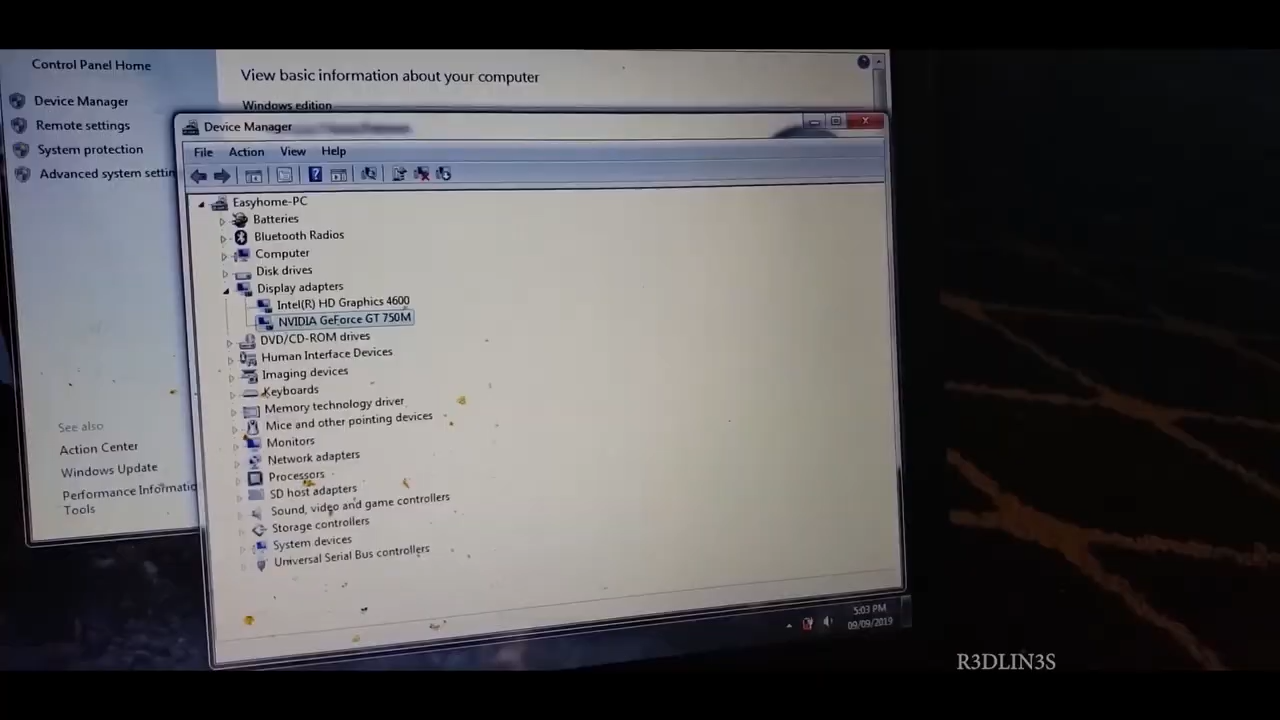 Control Panel Home
Device Manager
Remote settings
System protection
Advanced system settin
See also
Action Center
Windows Update
Performance Informatio
Tools
View basic information about your computer
Windows edition
Device Manager
File Action View Help
Easyhome-PC
Batteries
Bluetooth Radios
Computer
Disk drives
Display adapters
Intel(R) HD Graphics 4600
NVIDIA GeForce GT 750M
DVD/CD-ROM drives
Human Interface Devices
Imaging devices
Keyboards
Memory technology driver
Mice and other pointing devices
Monitors
Network adapters
Processors
SD host adapters
Sound, video and game controllers
Storage controllers
System devices
Universal Serial Bus controllers
5:03 PM
09/09/2019
R3DLIN3S